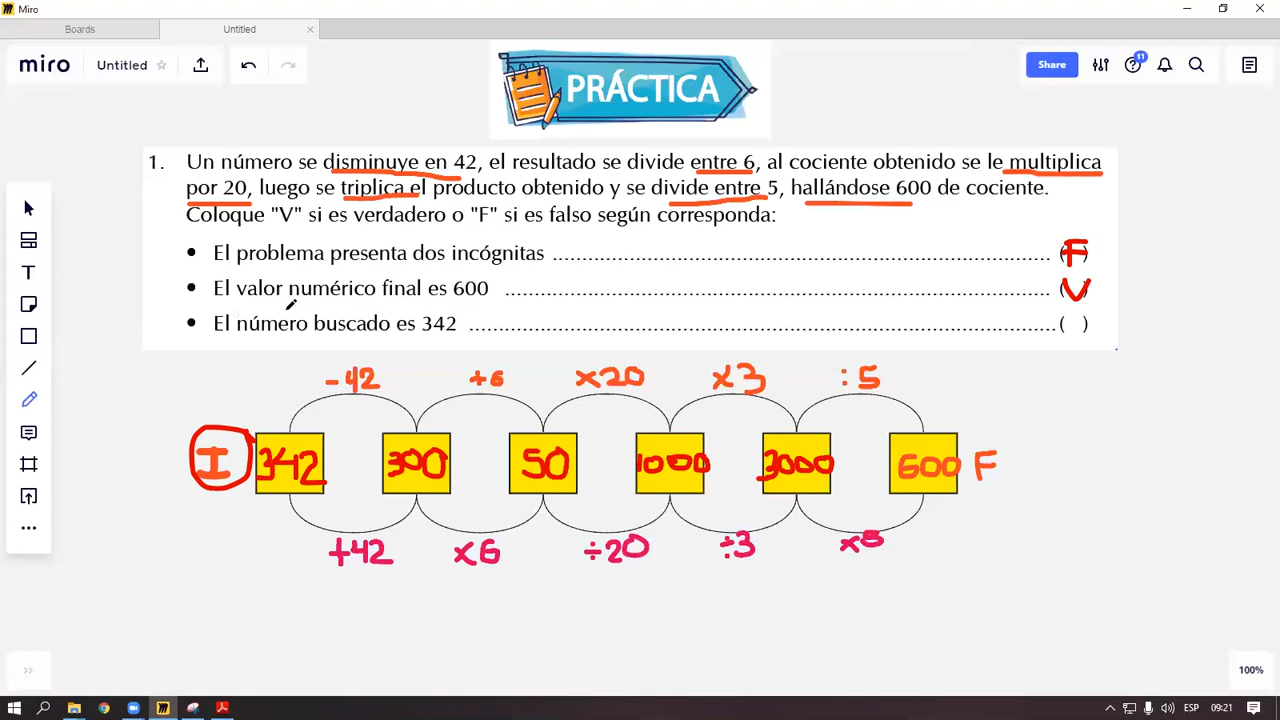 Miro
Boards
Untitled
miro Untitled
Share
11
PRÁCTICA
1. Un número se disminuye en 42, el resultado se divide entre 6, al cociente obtenido se le multiplica
por 20, luego se triplica el producto obtenido y se divide entre 5, hallándose 600 de cociente.
Coloque "V" si es verdadero o "F" si es falso según corresponda:
• El problema presenta dos incógnitas ( F )
• El valor numérico final es 600 ( V )
• El número buscado es 342 ( )
- 42 ÷6 x20 x3 :5
I 342 300 50 1000 3000 600 F
+42 x6 ÷20 ÷3 x5
100%
ESP 09:21